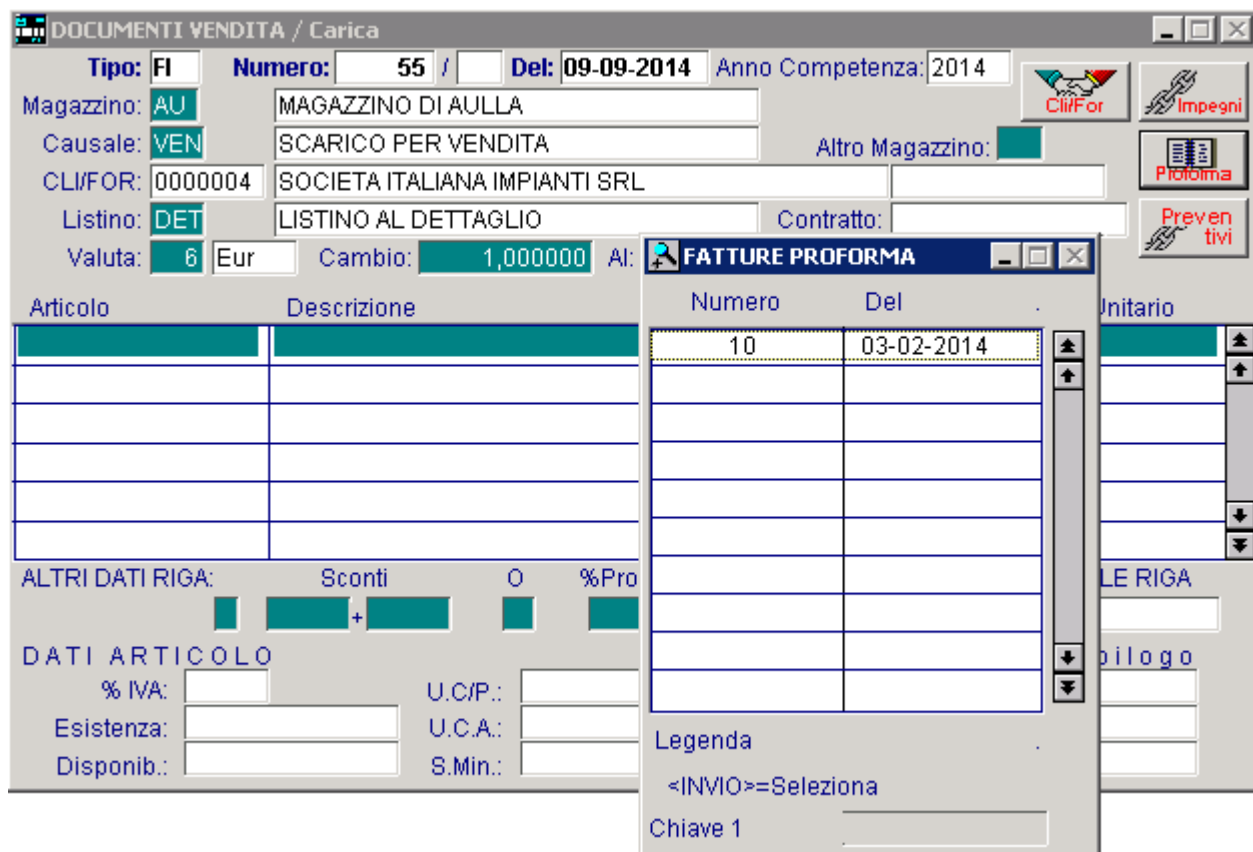 DOCUMENTI VENDITA / Carica
Tipo: FI Numero: 55 / Del: 09-09-2014 Anno Competenza: 2014
Cli/For
Impegni
Magazzino: AU MAGAZZINO DI AULLA
Causale: VEN SCARICO PER VENDITA Altro Magazzino:
Proforma
CLI/FOR: 0000004 SOCIETA ITALIANA IMPIANTI SRL
Listino: DET LISTINO AL DETTAGLIO Contratto:
Preven
tivi
Valuta: 6 Eur Cambio: 1,000000 Al:
Articolo Descrizione Unitario
ALTRI DATI RIGA: Sconti O %Pro LE RIGA
+
DATI ARTICOLO pilogo
% IVA: U.C/P.:
Esistenza: U.C.A.:
Disponib.: S.Min.:
FATTURE PROFORMA
Numero Del .
10 03-02-2014
Legenda .
<INVIO>=Seleziona
Chiave 1